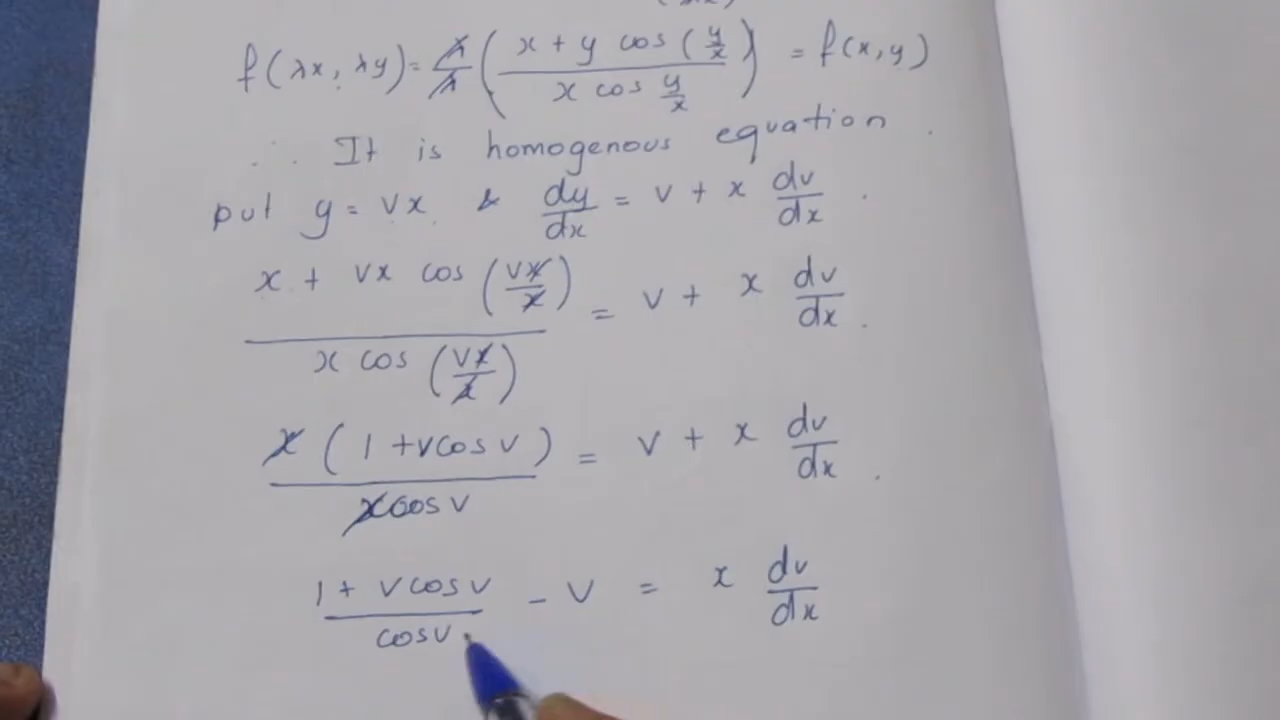 f(λx, λy) = λ/λ ( (x + y cos (y/x)) / (x cos y/x) ) = f(x, y)
∴ It is homogenous equation.
put y = vx & dy/dx = v + x dv/dx.
(x + vx cos (vx/x)) / (x cos (vx/x)) = v + x dv/dx.
x (1 + v cos v) / (x cos v) = v + x dv/dx.
(1 + v cos v) / cos v - v = x dv/dx